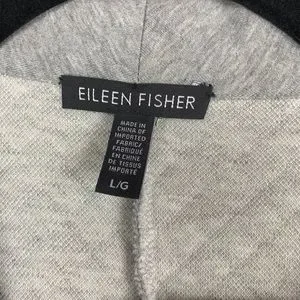 EILEEN FISHER
MADE IN
CHINA OF
IMPORTED
FABRIC/
FABRIQUÉ
EN CHINE
DE TISSUS
IMPORTÉ
L/G